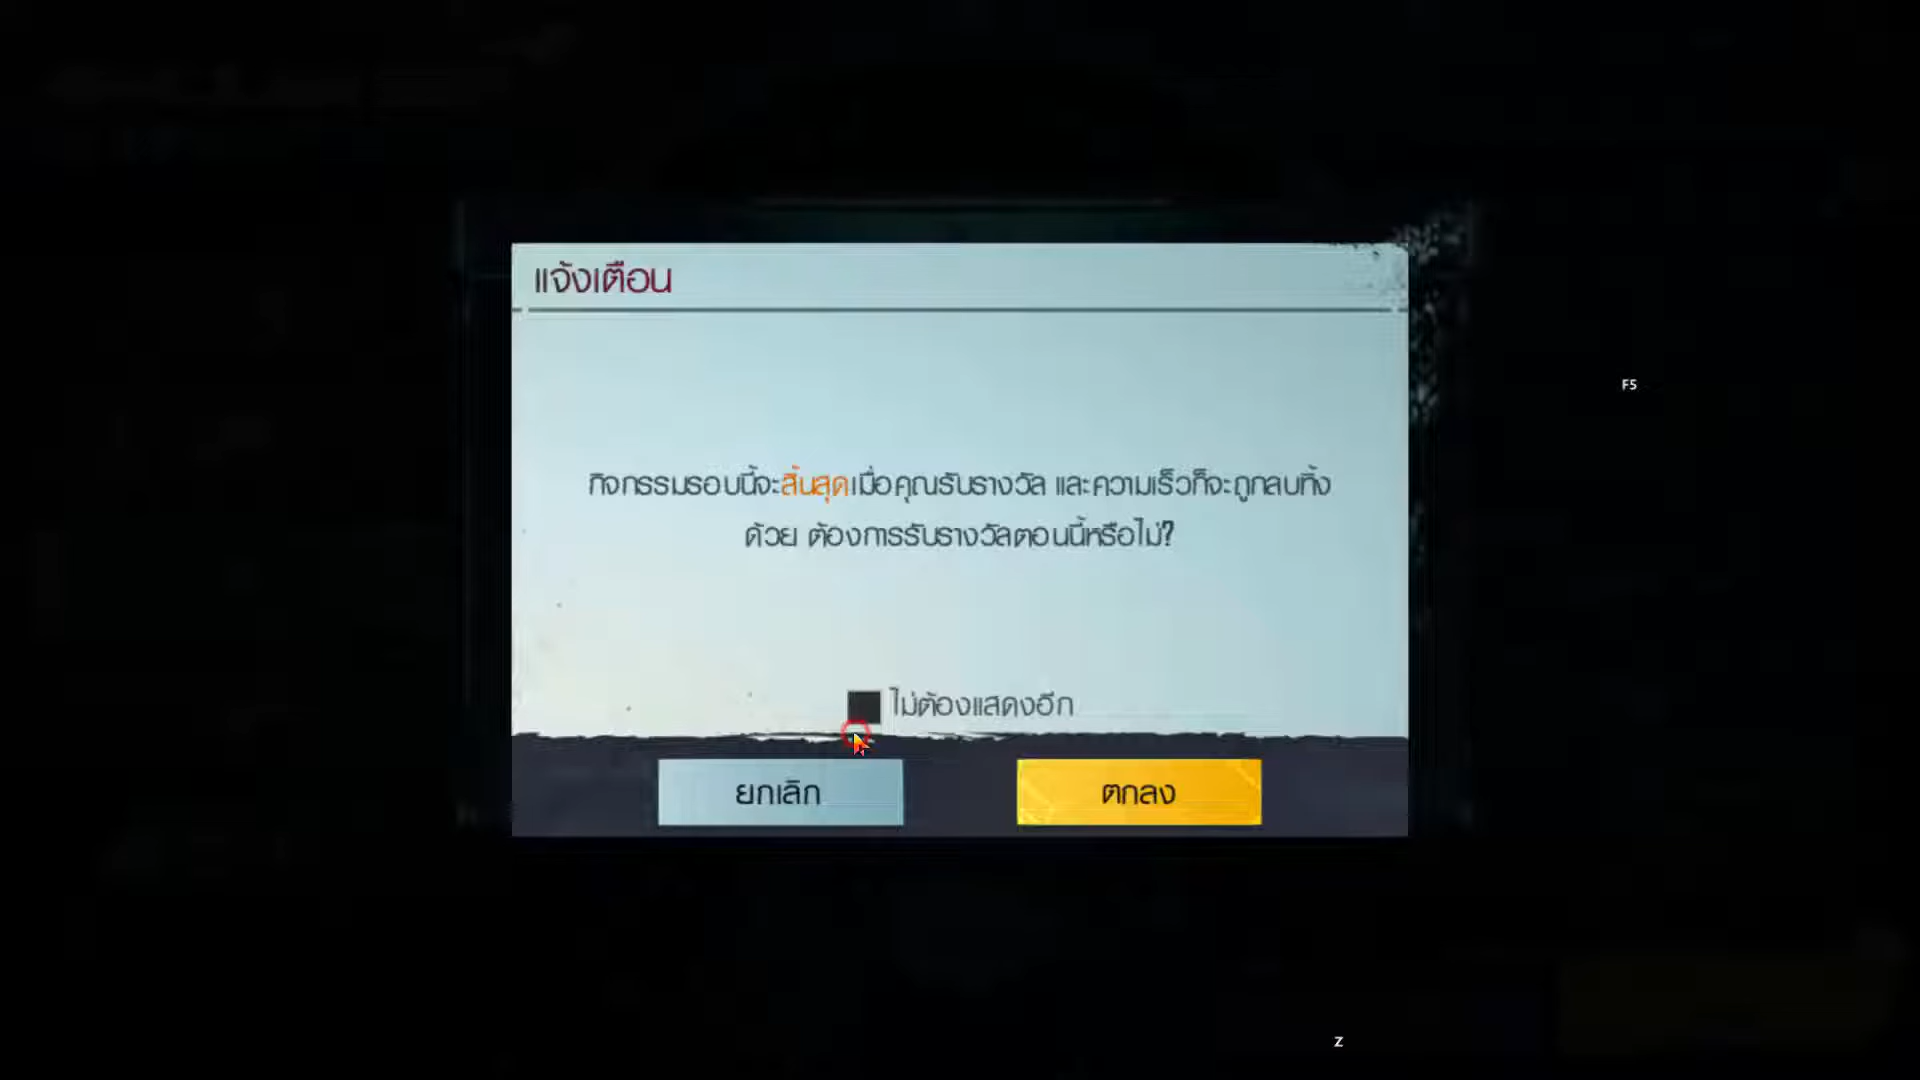 แจ้งเตือน
กิจกรรมรอบนี้จะสิ้นสุดเมื่อคุณรับรางวัล และความเร็วก็จะถูกลบทิ้ง
ด้วย ต้องการรับรางวัลตอนนี้หรือไม่?
ไม่ต้องแสดงอีก
ยกเลิก
ตกลง
F5
Z